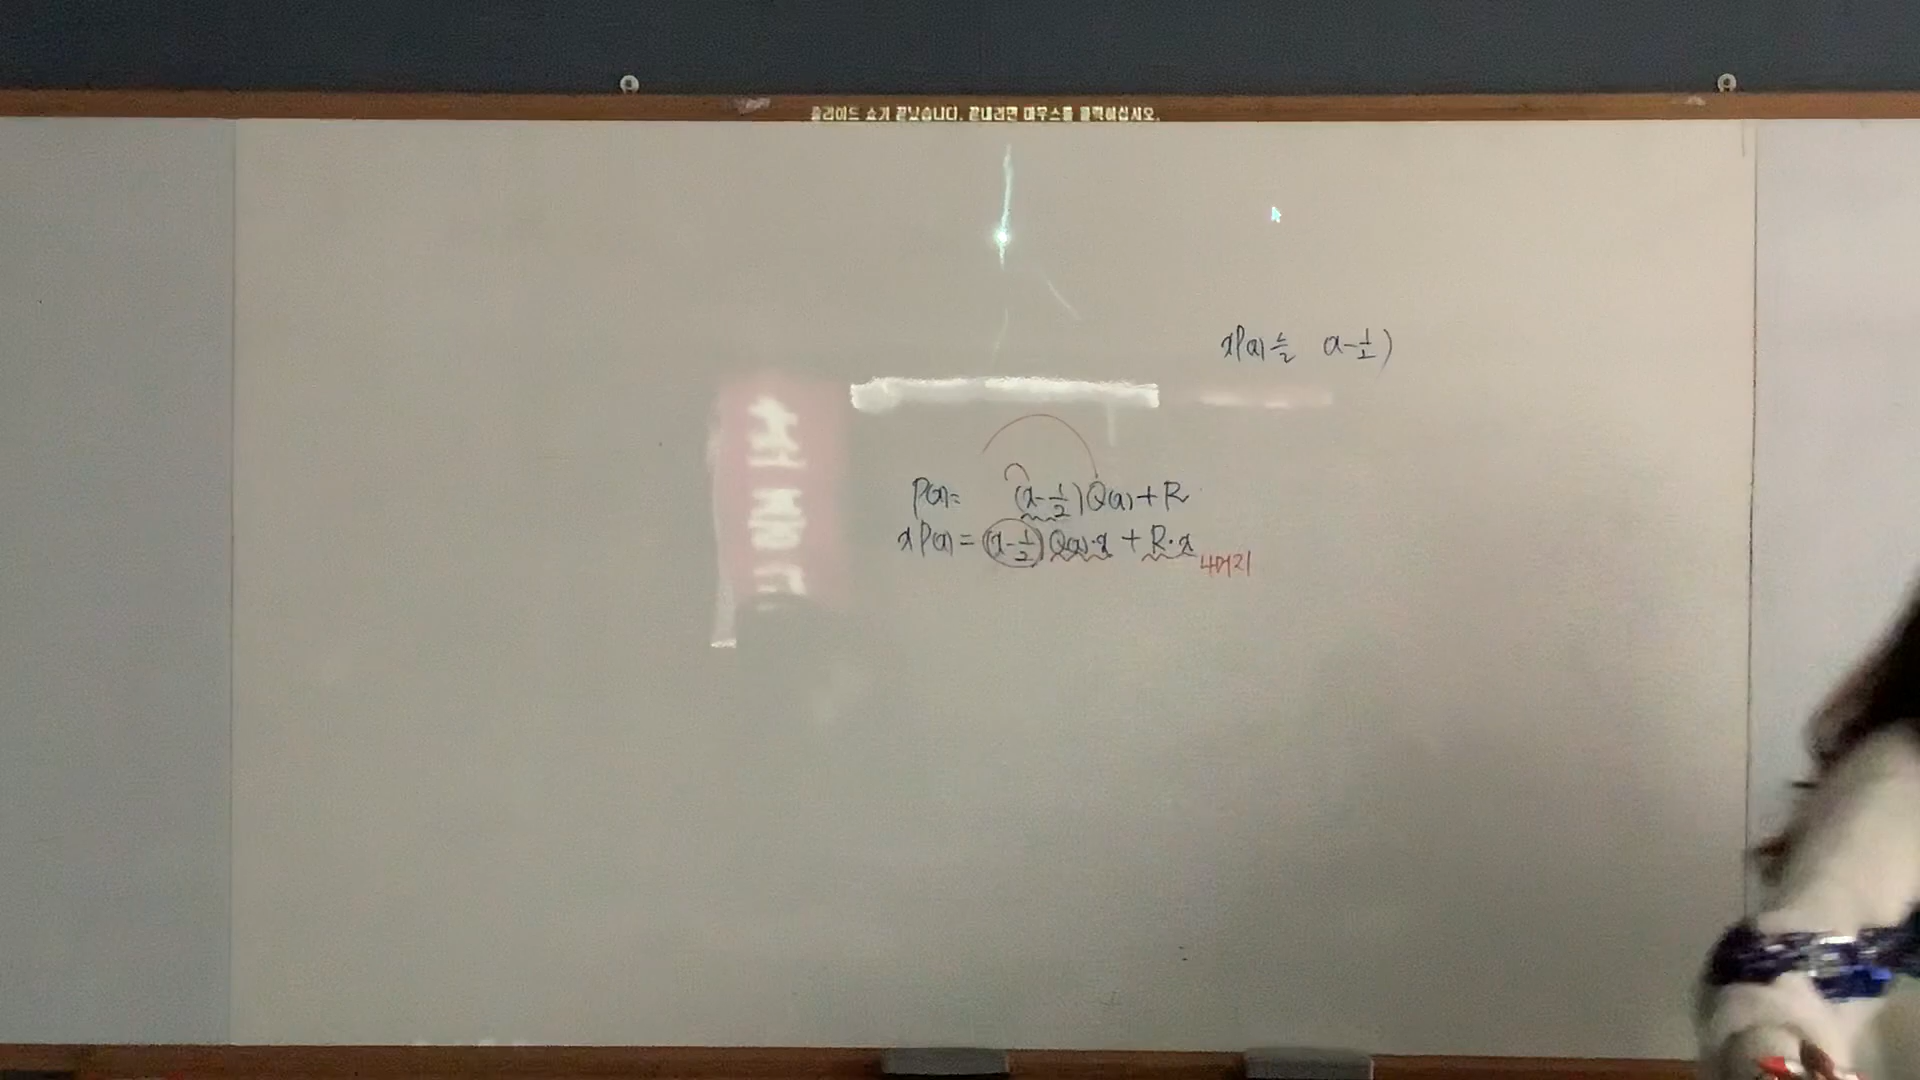 슬라이드 쇼가 끝났습니다. 끝내려면 마우스를 클릭하십시오.
xP(x)를 x-1/2)
P(x)= (x-1/2)Q(x)+R
xP(x)=(x-1/2)Q(x)·x+R·x 나머지